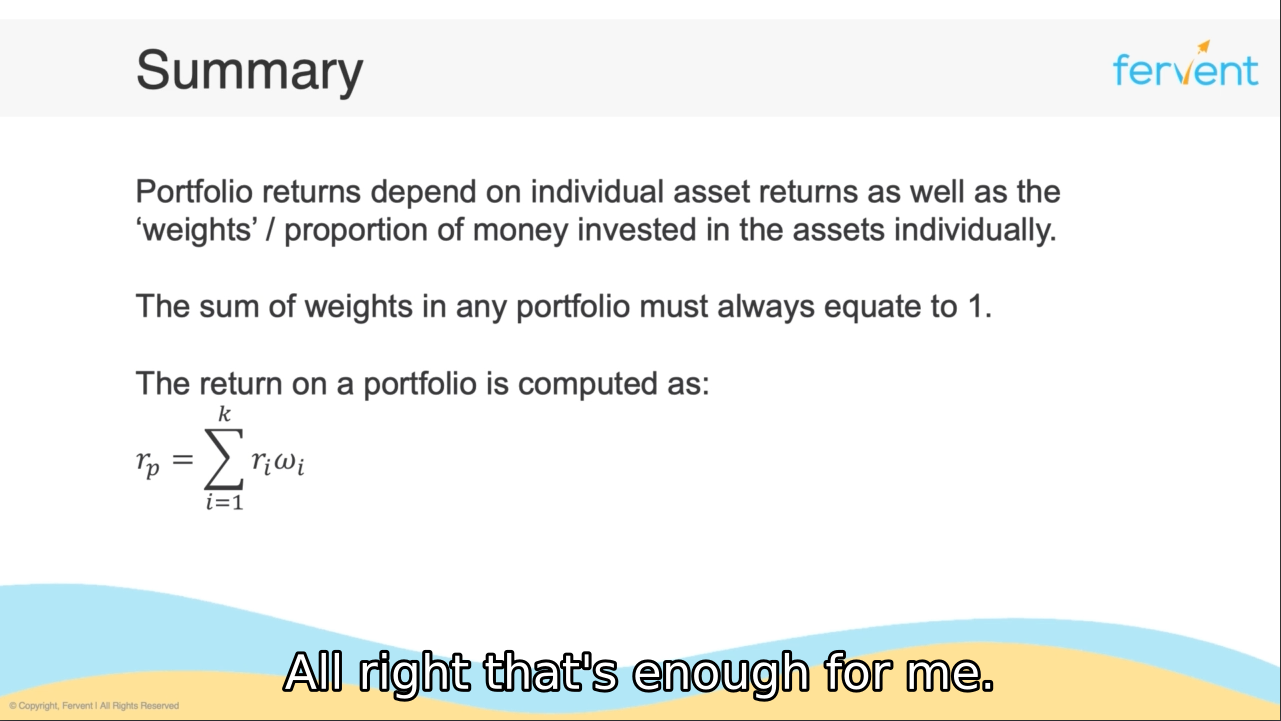 Summary
fervent
Portfolio returns depend on individual asset returns as well as the
‘weights’ / proportion of money invested in the assets individually.
The sum of weights in any portfolio must always equate to 1.
The return on a portfolio is computed as:
k
r_p = ∑ r_i ω_i
i=1
All right that's enough for me.
© Copyright, Fervent | All Rights Reserved